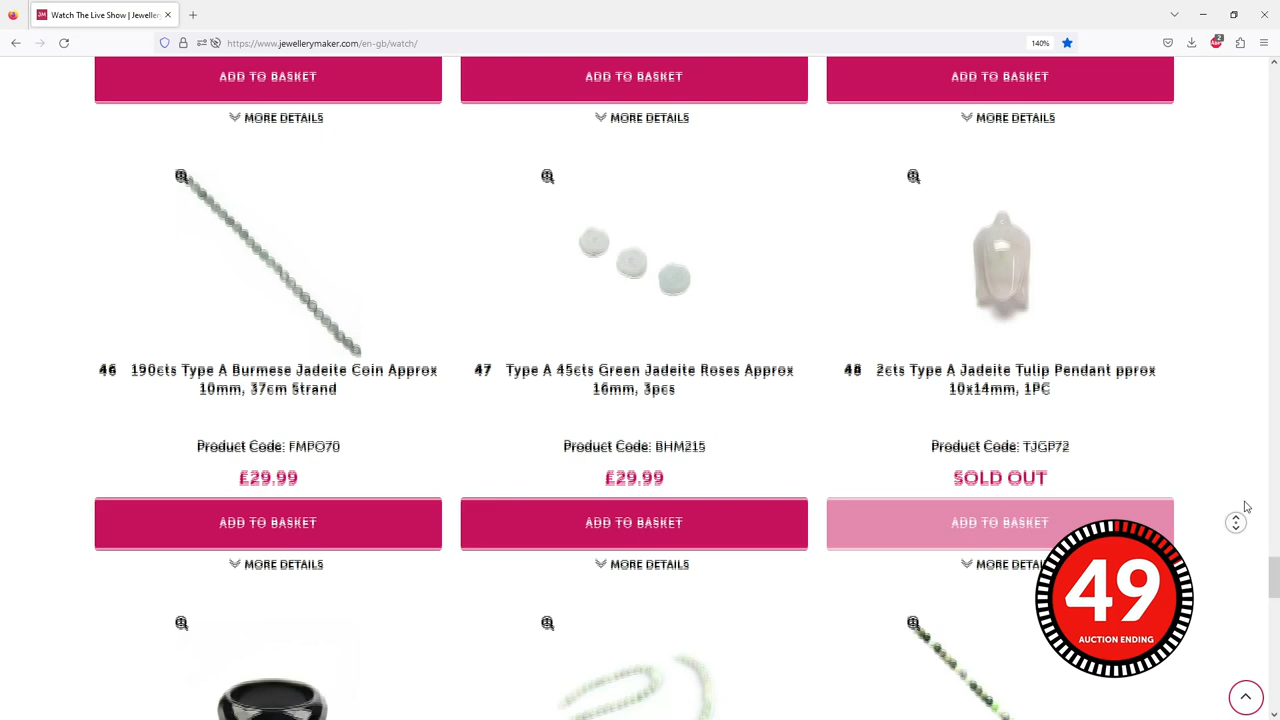 JM Watch The Live Show | Jeweller
https://www.jewellerymaker.com/en-gb/watch/
140%
2
ADD TO BASKET ADD TO BASKET ADD TO BASKET
MORE DETAILS MORE DETAILS MORE DETAILS
46 190cts Type A Burmese Jadeite Coin Approx
10mm, 37cm Strand
47 Type A 45cts Green Jadeite Roses Approx
16mm, 3pcs
48 2cts Type A Jadeite Tulip Pendant pprox
10x14mm, 1PC
Product Code: FMPO70 Product Code: BHM215 Product Code: TJGP72
£29.99 £29.99 SOLD OUT
ADD TO BASKET ADD TO BASKET ADD TO BASKET
MORE DETAILS MORE DETAILS MORE DETAI
49
AUCTION ENDING